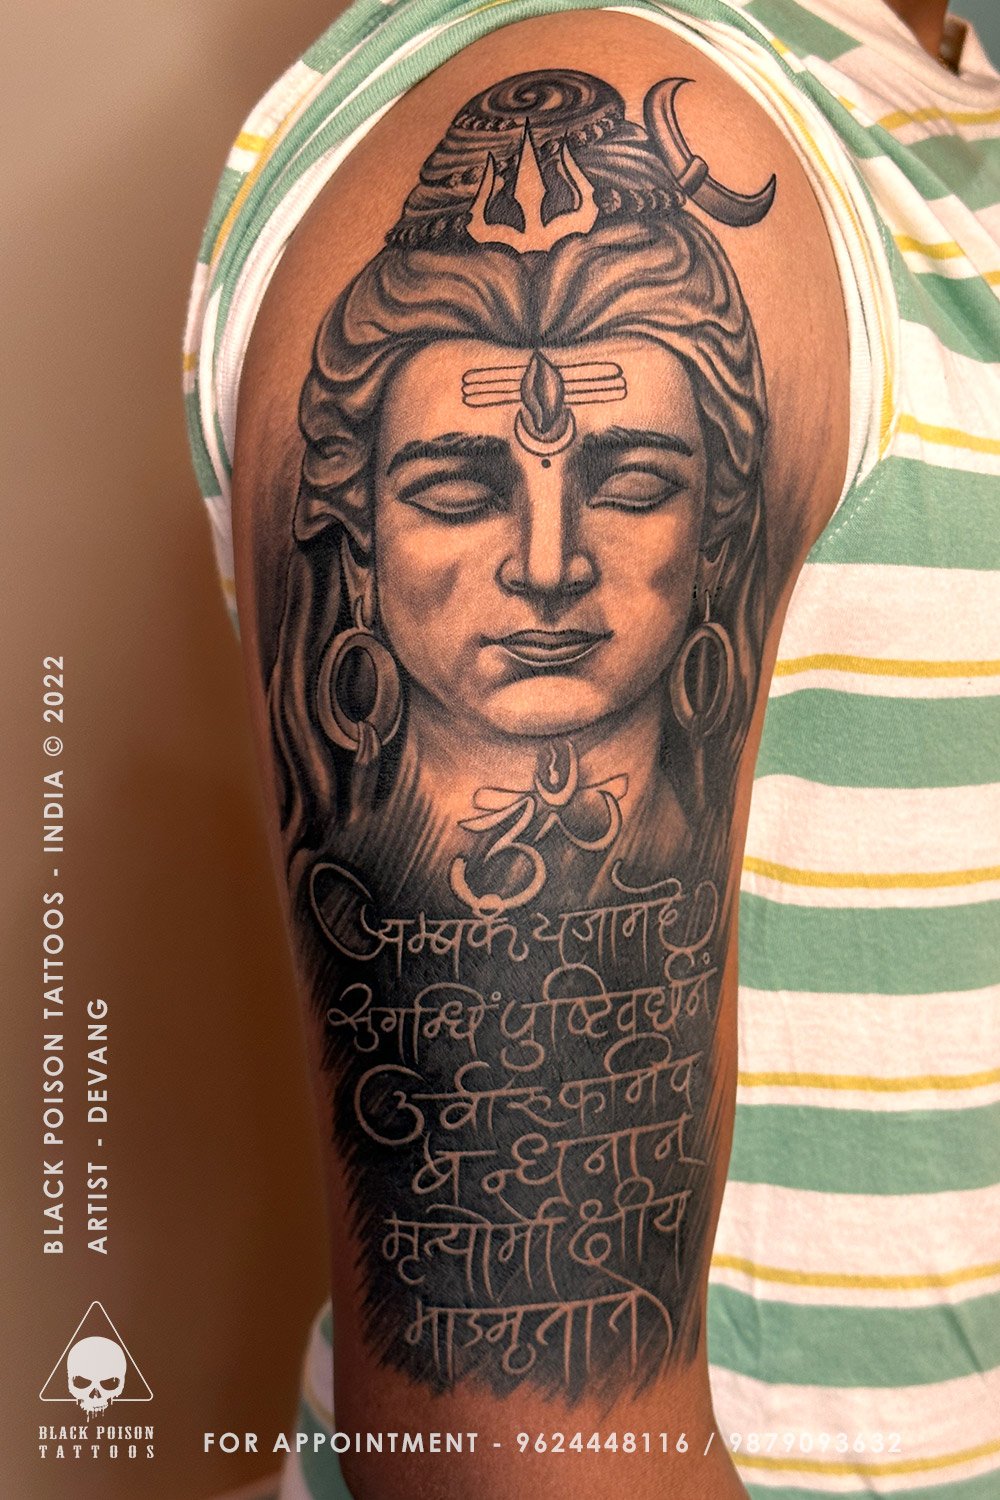 ॐ
त्र्यम्बकं यजामहे
सुगन्धिं पुष्टिवर्धनं
उर्वारुकमिव
बन्धनान्
मृत्योर्मोक्षीय
माऽमृतात्
BLACK POISON TATTOOS - INDIA © 2022
ARTIST - DEVANG
BLACK POISON
TATTOOS
FOR APPOINTMENT - 9624448116 / 9879093632